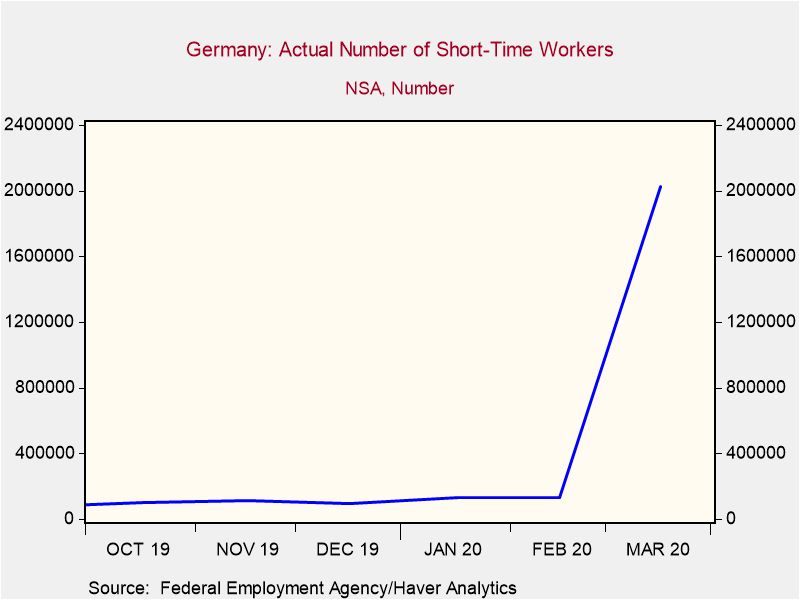 Germany: Actual Number of Short-Time Workers
NSA, Number
2400000 2400000
2000000 2000000
1600000 1600000
1200000 1200000
800000 800000
400000 400000
0 0
OCT 19 NOV 19 DEC 19 JAN 20 FEB 20 MAR 20
Source: Federal Employment Agency/Haver Analytics